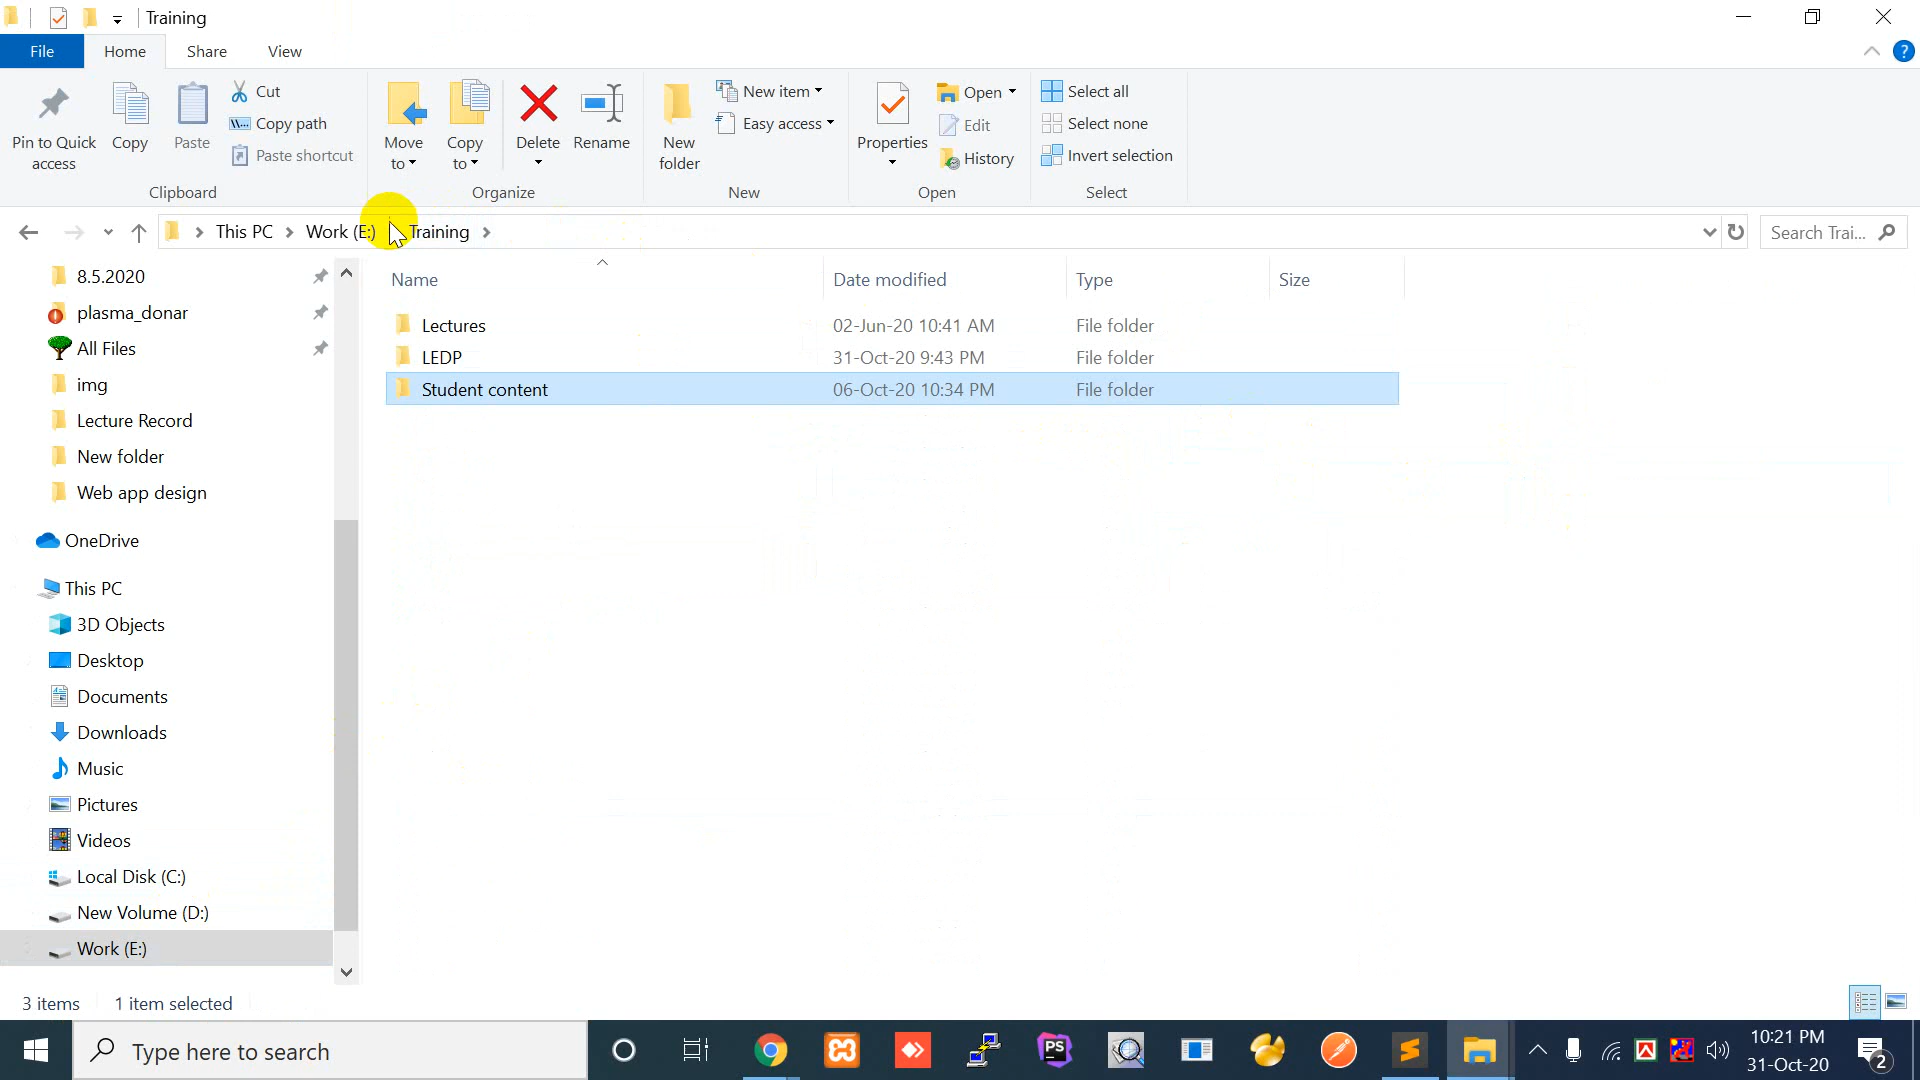 Training
File
Home
Share
View
Pin to Quick access
Copy
Paste
Cut
Copy path
Paste shortcut
Clipboard
Move to
Copy to
Delete
Rename
Organize
New folder
New item
Easy access
New
Properties
Open
Edit
History
Open
Select all
Select none
Invert selection
Select
This PC
Work (E:)
Training
Search Trai...
8.5.2020
plasma_donar
All Files
img
Lecture Record
New folder
Web app design
OneDrive
This PC
3D Objects
Desktop
Documents
Downloads
Music
Pictures
Videos
Local Disk (C:)
New Volume (D:)
Work (E:)
Name Date modified Type Size
Lectures 02-Jun-20 10:41 AM File folder
LEDP 31-Oct-20 9:43 PM File folder
Student content 06-Oct-20 10:34 PM File folder
3 items 1 item selected
Type here to search
PS
10:21 PM
31-Oct-20
2